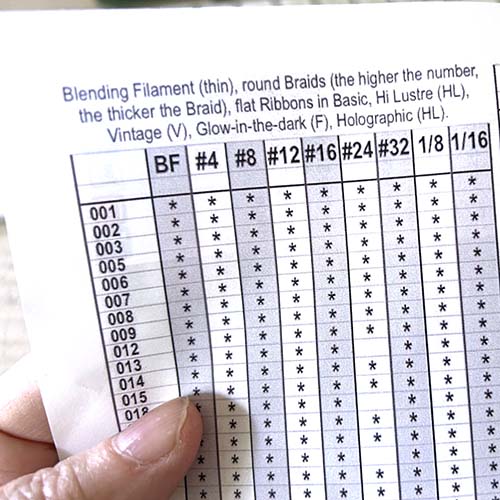 Blending Filament (thin), round Braids (the higher the number,
the thicker the Braid), flat Ribbons in Basic, Hi Lustre (HL),
Vintage (V), Glow-in-the-dark (F), Holographic (HL).
BF #4 #8 #12 #16 #24 #32 1/8 1/16
001 * * * * * * * * *
002 * * * * * * * * *
003 * * * * * * * * *
005 * * * * * * * * *
006
007
008
009
012
013
014
015